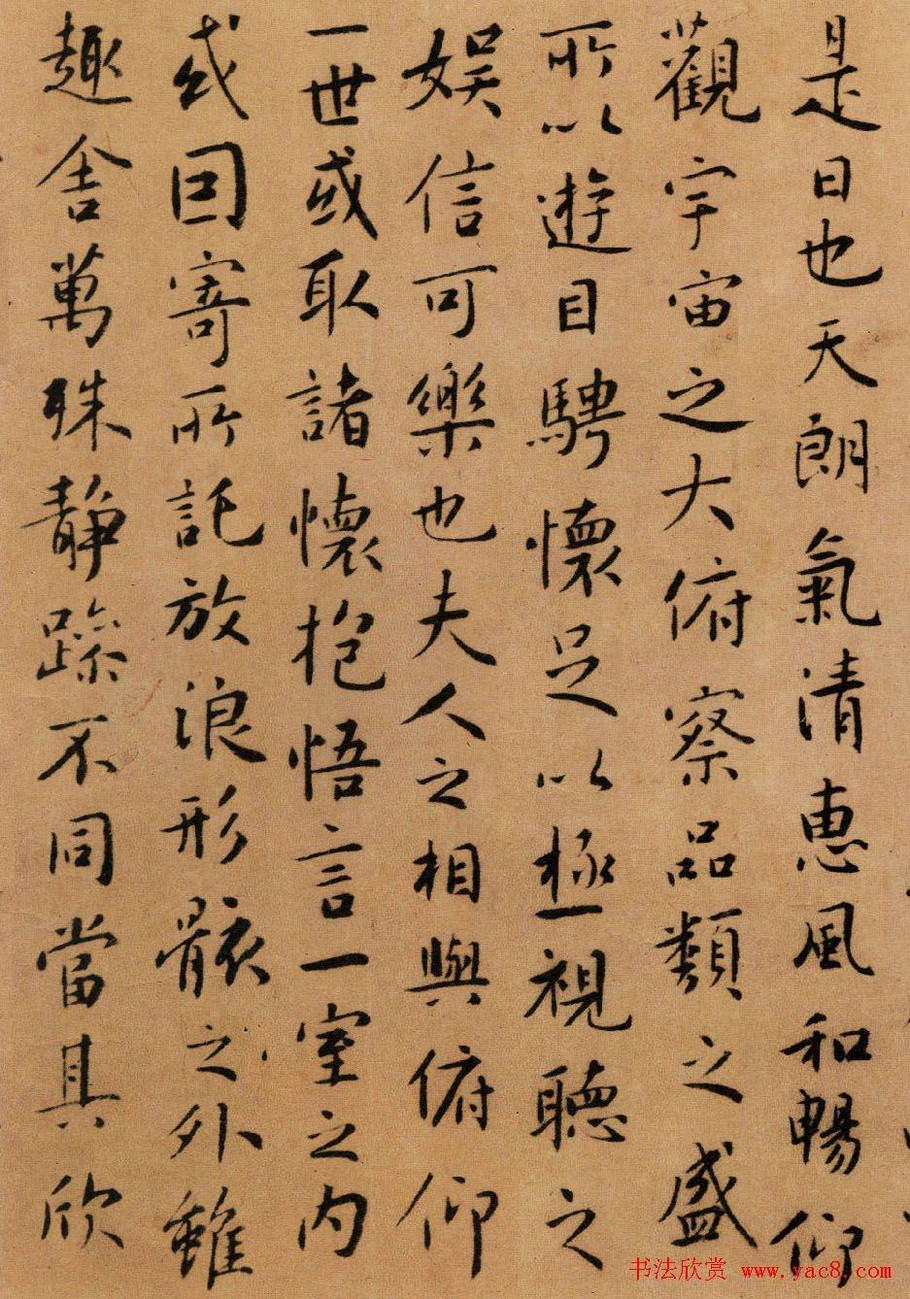 是日也天朗氣清惠風和暢仰
觀宇宙之大俯察品類之盛
所以遊目騁懷足以極視聽之
娛信可樂也夫人之相與俯仰
一世或取諸懷抱悟言一室之內
或因寄所託放浪形骸之外雖
趣舍萬殊靜躁不同當其欣
书法欣赏 www.yac8.com